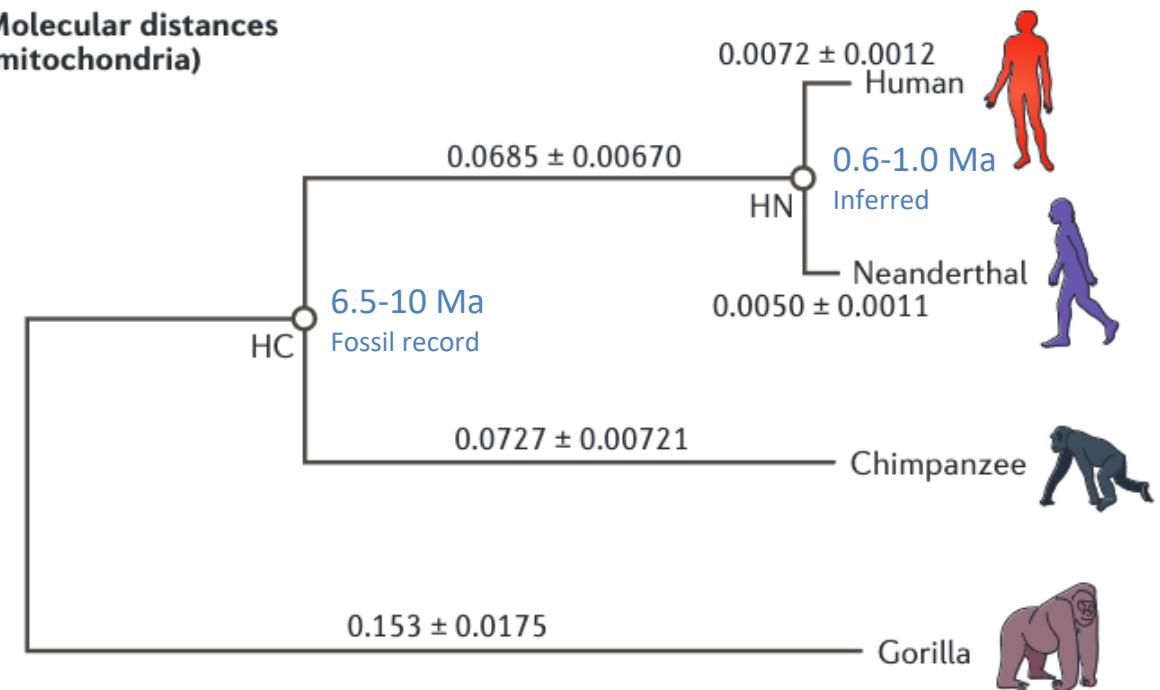 Molecular distances
mitochondria)
0.0072 ± 0.0012
Human
0.0685 ± 0.00670
0.6-1.0 Ma
HN
Inferred
Neanderthal
0.0050 ± 0.0011
6.5-10 Ma
HC
Fossil record
0.0727 ± 0.00721
Chimpanzee
0.153 ± 0.0175
Gorilla